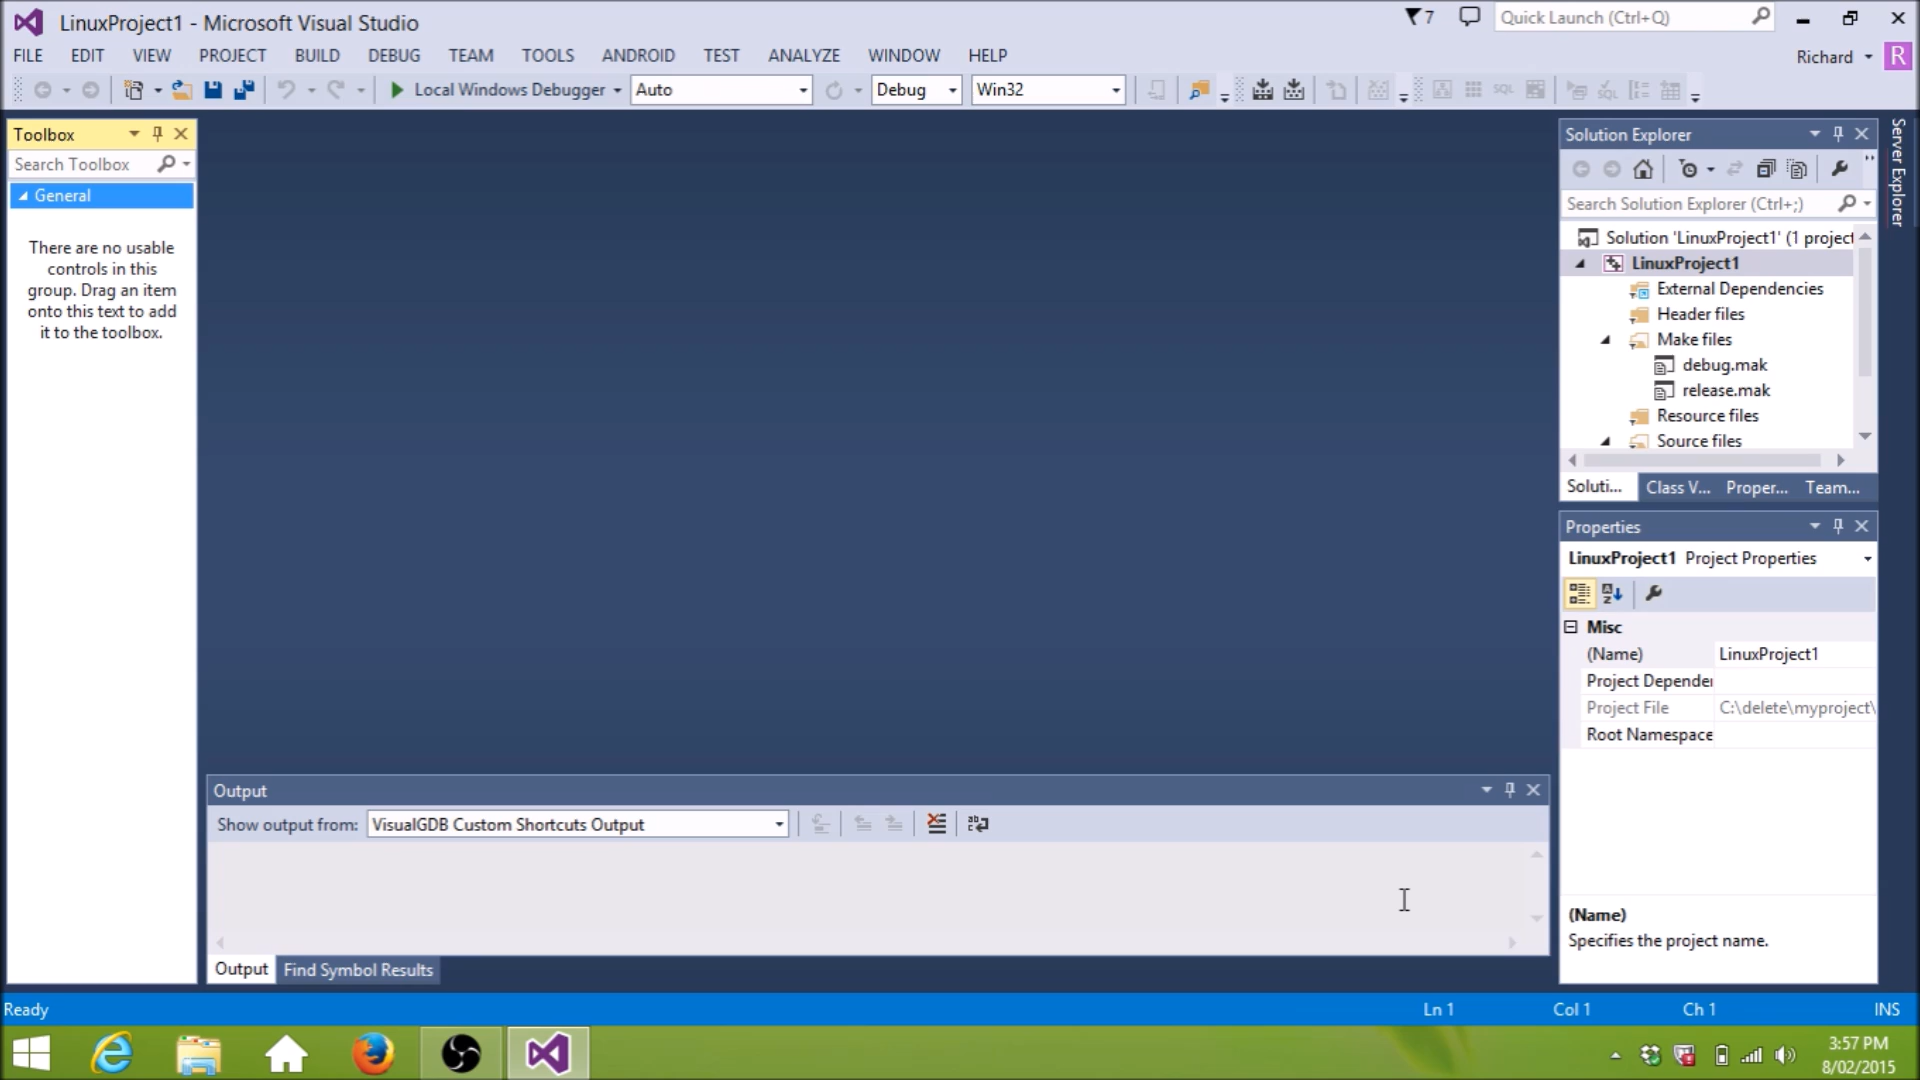 LinuxProject1 - Microsoft Visual Studio
7
Quick Launch (Ctrl+Q)
FILE EDIT VIEW PROJECT BUILD DEBUG TEAM TOOLS ANDROID TEST ANALYZE WINDOW HELP
Richard R
Local Windows Debugger Auto Debug Win32
SQL
Toolbox
Search Toolbox
General
There are no usable
controls in this
group. Drag an item
onto this text to add
it to the toolbox.
Solution Explorer
Search Solution Explorer (Ctrl+;)
Solution 'LinuxProject1' (1 project
LinuxProject1
External Dependencies
Header files
Make files
debug.mak
release.mak
Resource files
Source files
Soluti... Class V... Proper... Team...
Server Explorer
Properties
LinuxProject1 Project Properties
Misc
(Name) LinuxProject1
Project Depender
Project File C:\delete\myproject\
Root Namespace
(Name)
Specifies the project name.
Output
Show output from: VisualGDB Custom Shortcuts Output
Output Find Symbol Results
Ready Ln 1 Col 1 Ch 1 INS
3:57 PM
8/02/2015